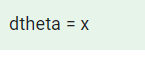 dtheta = x